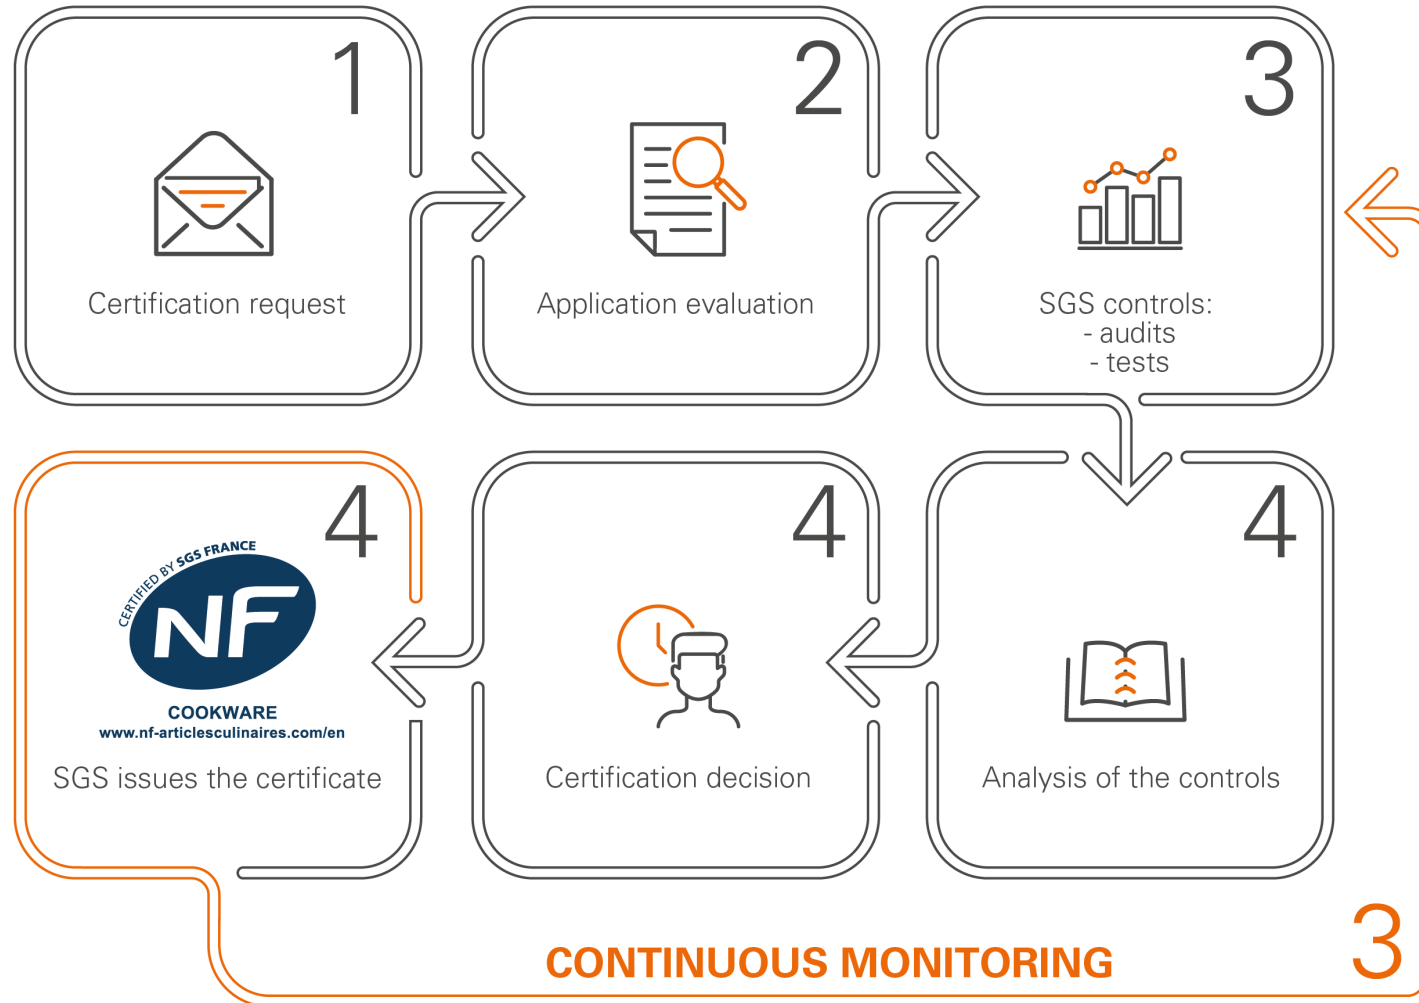 1
Certification request
2
Application evaluation
3
SGS controls:
- audits
- tests
4
CERTIFIED BY SGS FRANCE
NF
COOKWARE
www.nf-articlesculinaires.com/en
SGS issues the certificate
4
Certification decision
4
Analysis of the controls
CONTINUOUS MONITORING
3